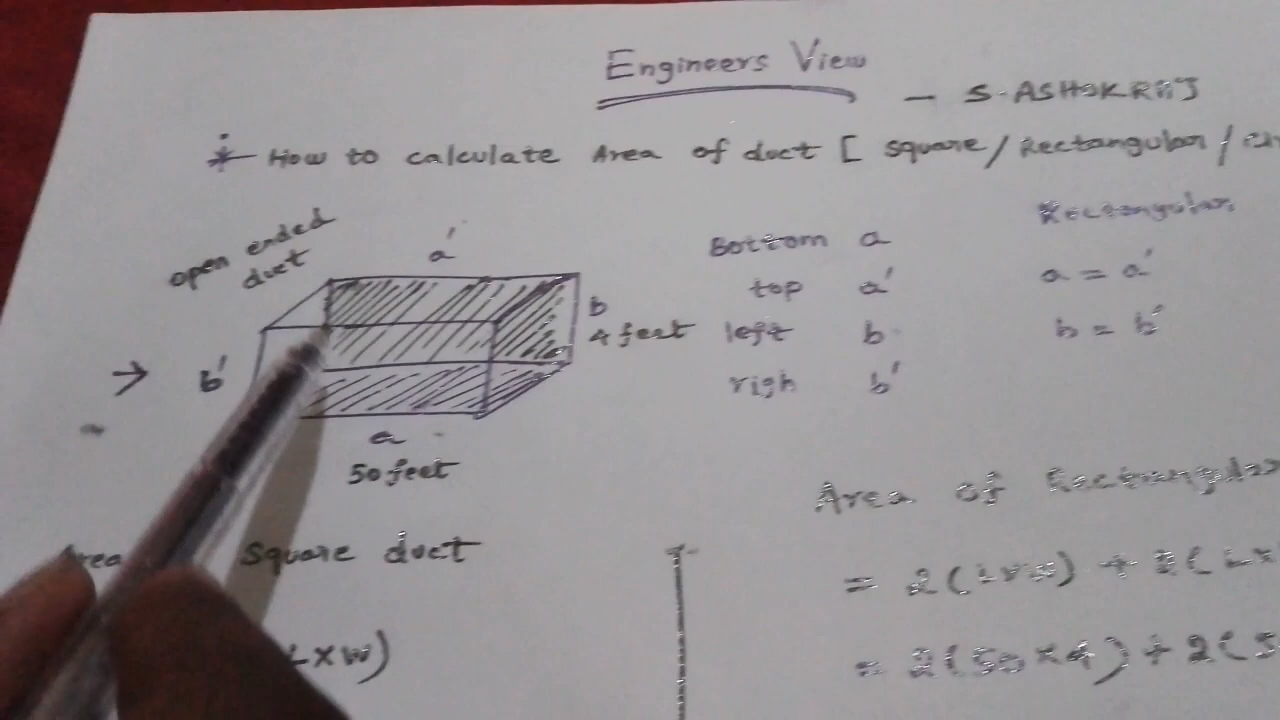 Engineers View
— S. ASHOKRAJ
* How to calculate Area of duct [ square / Rectangular /
open ended
duct
a'
b
4 feet
b'
a
50 feet
Bottom a
top a'
left b
righ b'
Rectangular
a = a'
b = b'
Area square duct
L x W)
Area of Rectangular
= 2(L x W) + 2(L x
= 2(50 x 4) + 2(5